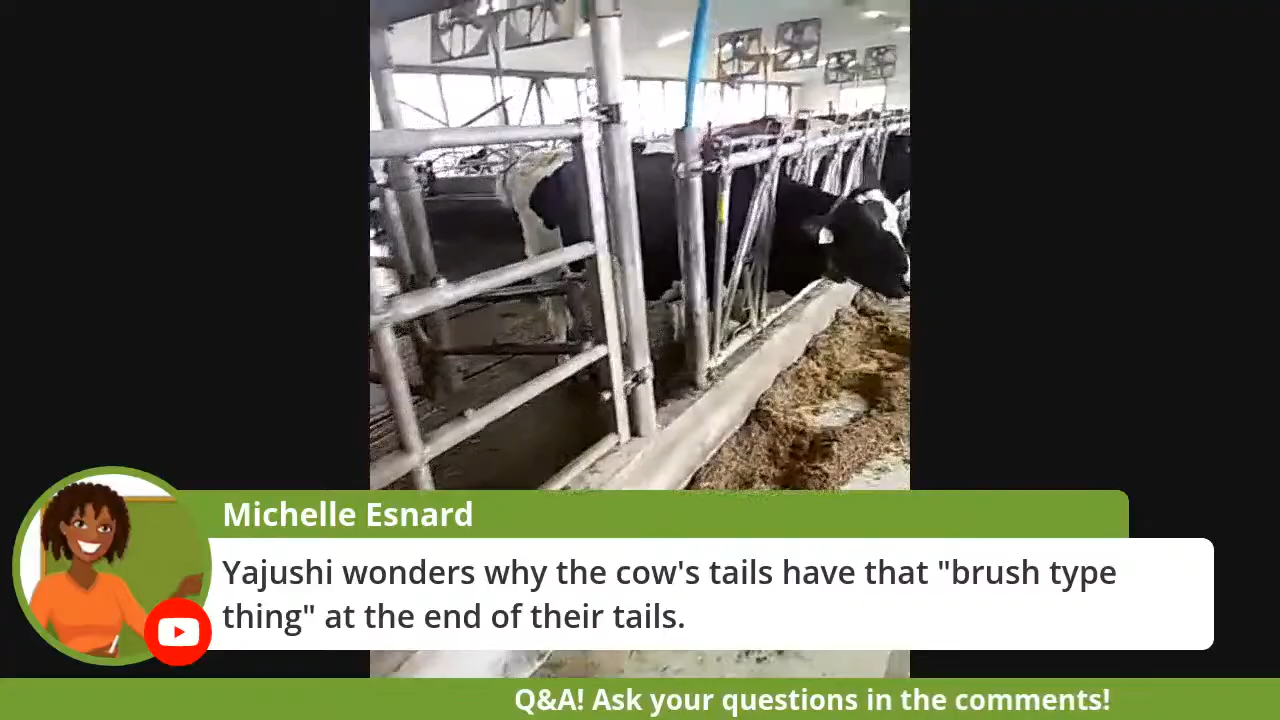 Michelle Esnard
Yajushi wonders why the cow's tails have that "brush type
thing" at the end of their tails.
Q&A! Ask your questions in the comments!